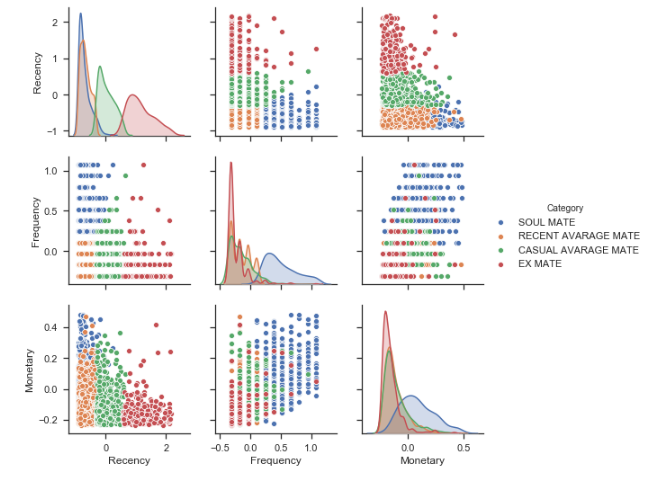 2
1
0
−1
Recency
1.0
0.5
0.0
Frequency
Category
SOUL MATE
RECENT AVARAGE MATE
CASUAL AVARAGE MATE
EX MATE
0.4
0.2
0.0
−0.2
Monetary
0 2
Recency
−0.5 0.0 0.5 1.0
Frequency
0.0 0.5
Monetary